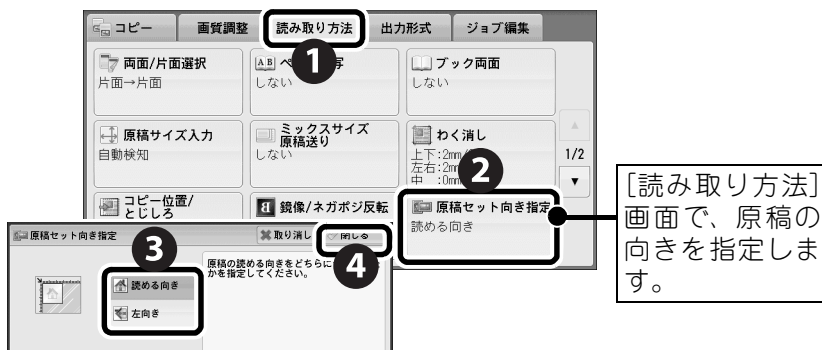 コピー 画質調整 読み取り方法 出力形式 ジョブ編集
1
両面/片面選択
片面→片面
しない
ブック両面
しない
原稿サイズ入力
自動検知
ミックスサイズ
原稿送り
しない
わく消し
上下:2mm
左右:2mm
中 :0mm
2
1/2
コピー位置/
とじしろ
鏡像/ネガポジ反転
原稿セット向き指定
読める向き
[読み取り方法]
画面で、原稿の
向きを指定しま
す。
原稿セット向き指定
取り消し
閉じる
3
4
読める向き
左向き
原稿の読める向きをどちらに
かを指定してください。